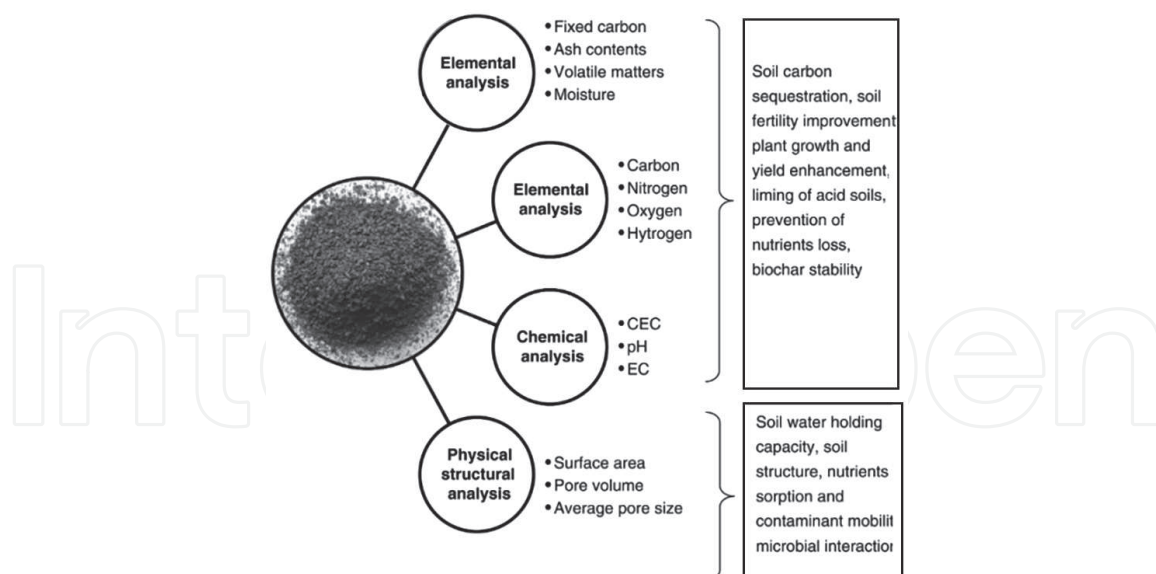 Elemental
analysis
• Fixed carbon
• Ash contents
• Volatile matters
• Moisture
Elemental
analysis
• Carbon
• Nitrogen
• Oxygen
• Hytrogen
Chemical
analysis
• CEC
• pH
• EC
Physical
structural
analysis
• Surface area
• Pore volume
• Average pore size
Soil carbon
sequestration, soil
fertility improvement
plant growth and
yield enhancement,
liming of acid soils,
prevention of
nutrients loss,
biochar stability
Soil water holding
capacity, soil
structure, nutrients
sorption and
contaminant mobilit
microbial interaction